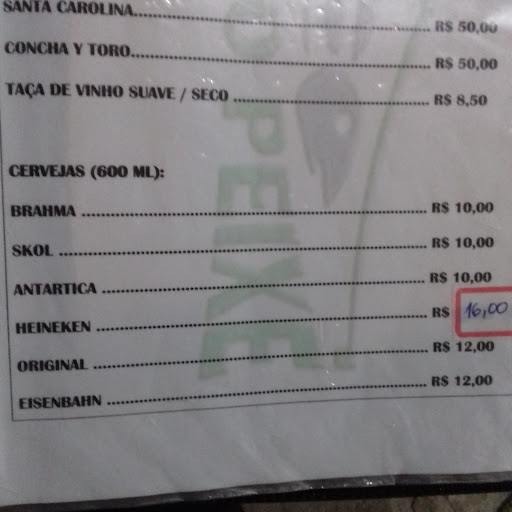 SANTA CAROLINA........................ R$ 50,00
CONCHA Y TORO........................ R$ 50,00
TAÇA DE VINHO SUAVE / SECO ........................ R$ 8,50
CERVEJAS (600 ML):
BRAHMA ........................ R$ 10,00
SKOL ........................ R$ 10,00
ANTARTICA ........................ R$ 10,00
HEINEKEN ........................ R$ 16,00
ORIGINAL ........................ R$ 12,00
EISENBAHN ........................ R$ 12,00
PEIXE